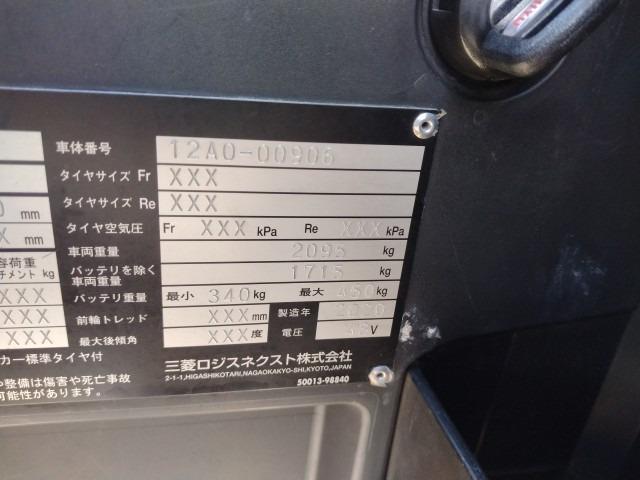 車体番号 12A0-00906
タイヤサイズ Fr XXX
mm タイヤサイズ Re XXX
X mm タイヤ空気圧 Fr XXX kPa Re XXX kPa
車両重量 2095 kg
容荷重 バッテリを除く
チメント kg 車両重量 1715 kg
XXX バッテリ重量 最小 340 kg 最大 450 kg
XXX 前輪トレッド XXX mm 製造年
XXX 最大後傾角 XXX 度 電圧 48 V
カー標準タイヤ付
三菱ロジスネクスト株式会社
2-1-1,HIGASHIKOTARI,NAGAOKAKYO-SHI,KYOTO,JAPAN
や整備は傷害や死亡事故
可能性があります。
50013-98840